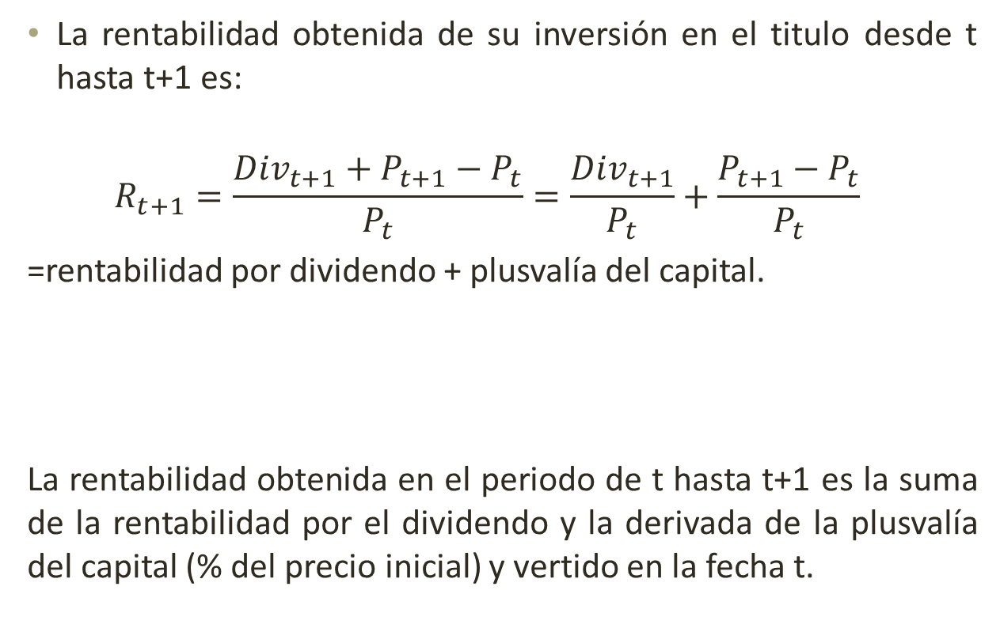 • La rentabilidad obtenida de su inversión en el titulo desde t
hasta t+1 es:
R_{t+1} = \frac{Div_{t+1} + P_{t+1} − P_t}{P_t} = \frac{Div_{t+1}}{P_t} + \frac{P_{t+1} − P_t}{P_t}
=rentabilidad por dividendo + plusvalía del capital.
La rentabilidad obtenida en el periodo de t hasta t+1 es la suma
de la rentabilidad por el dividendo y la derivada de la plusvalía
del capital (% del precio inicial) y vertido en la fecha t.